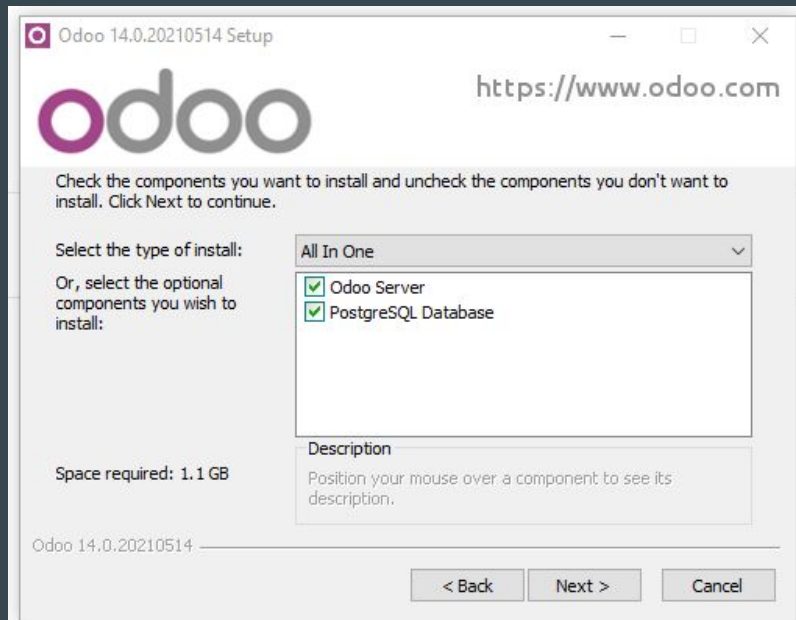 Odoo 14.0.20210514 Setup
odoo
https://www.odoo.com
Check the components you want to install and uncheck the components you don't want to
install. Click Next to continue.
Select the type of install:
All In One
Or, select the optional
components you wish to
install:
Odoo Server
PostgreSQL Database
Space required: 1.1 GB
Description
Position your mouse over a component to see its
description.
Odoo 14.0.20210514
< Back
Next >
Cancel